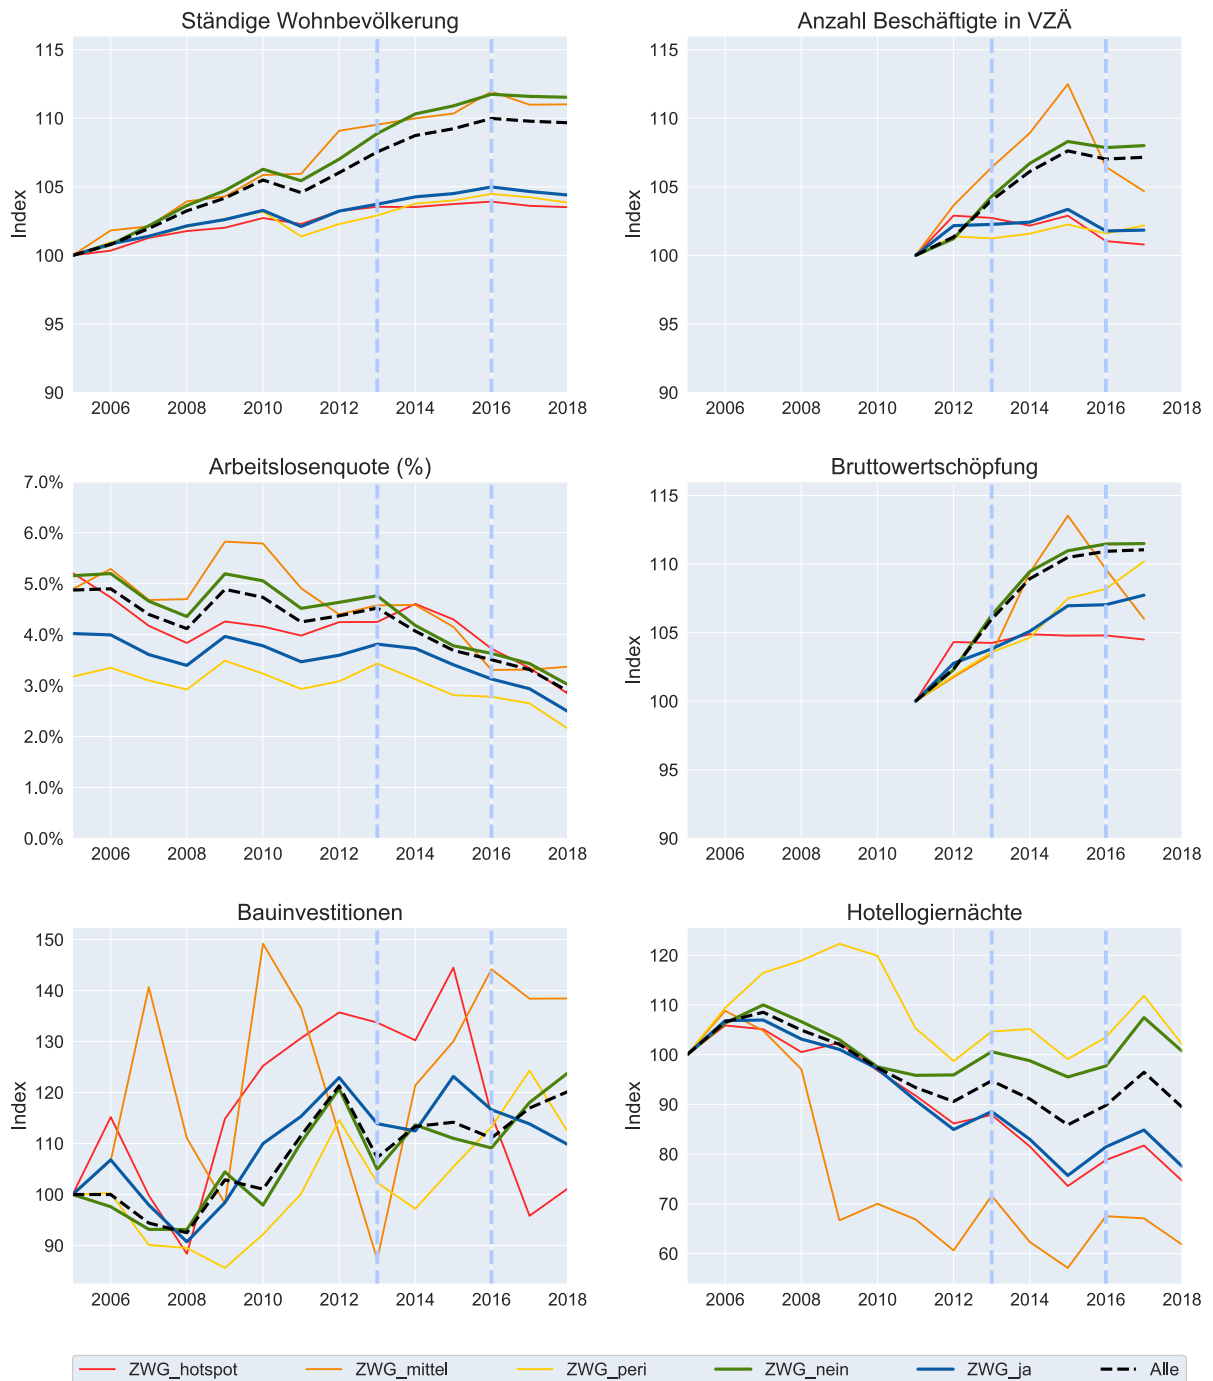 Ständige Wohnbevölkerung
Index
115
110
105
100
95
90
2006 2008 2010 2012 2014 2016 2018
Anzahl Beschäftigte in VZÄ
Index
115
110
105
100
95
90
2006 2008 2010 2012 2014 2016 2018
Arbeitslosenquote (%)
7.0%
6.0%
5.0%
4.0%
3.0%
2.0%
1.0%
0.0%
2006 2008 2010 2012 2014 2016 2018
Bruttowertschöpfung
Index
115
110
105
100
95
90
2006 2008 2010 2012 2014 2016 2018
Bauinvestitionen
Index
150
140
130
120
110
100
90
2006 2008 2010 2012 2014 2016 2018
Hotellogiernächte
Index
120
110
100
90
80
70
60
2006 2008 2010 2012 2014 2016 2018
ZWG_hotspot ZWG_mittel ZWG_peri ZWG_nein ZWG_ja Alle